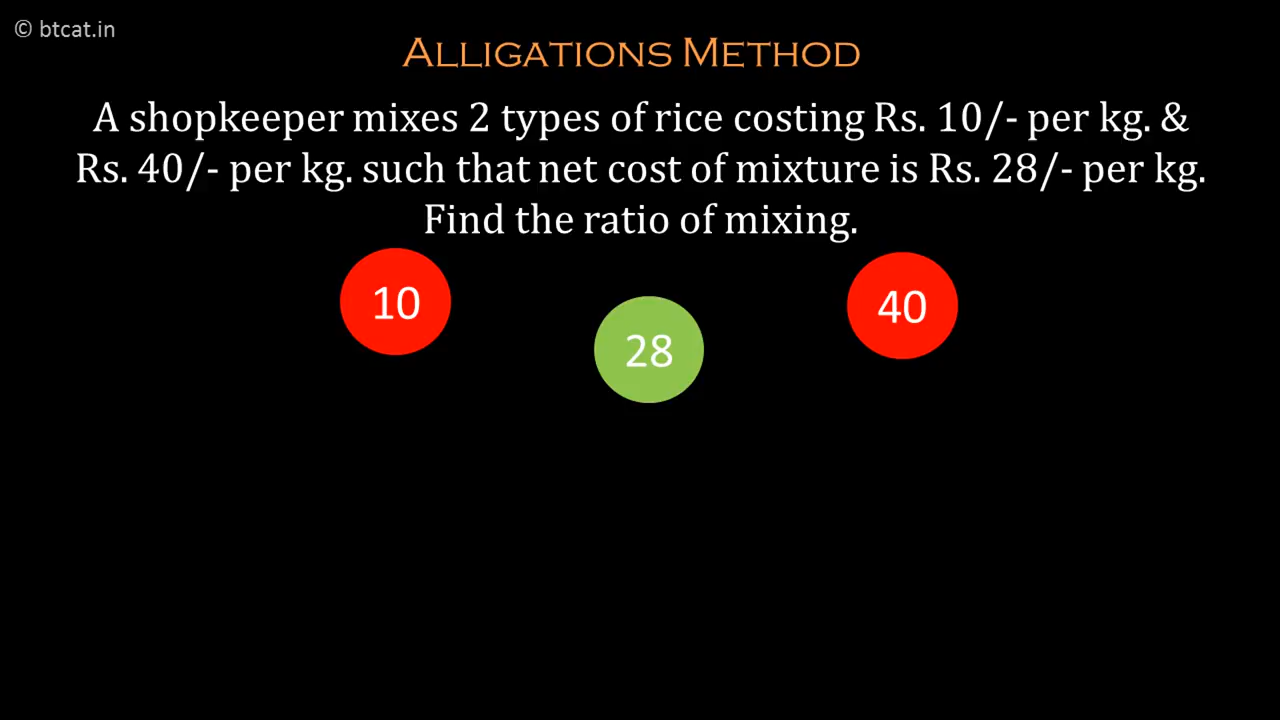 © btcat.in
Alligations Method
A shopkeeper mixes 2 types of rice costing Rs. 10/- per kg. &
Rs. 40/- per kg. such that net cost of mixture is Rs. 28/- per kg.
Find the ratio of mixing.
10
28
40